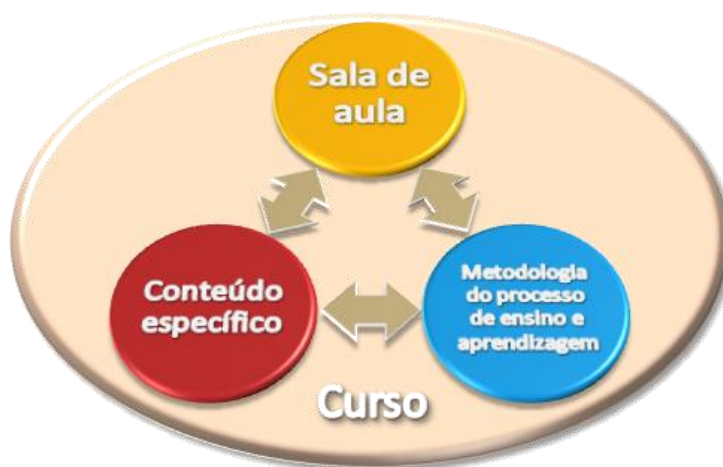 Sala de
aula
Conteúdo
específico
Metodologia
do processo
de ensino e
aprendizagem
Curso